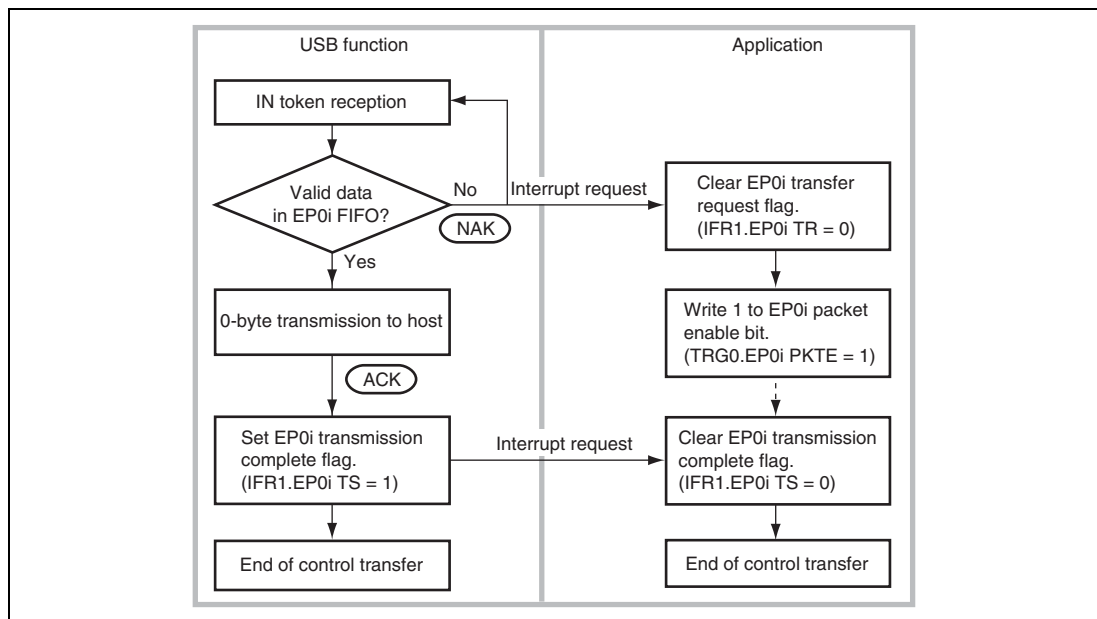 USB function
Application
IN token reception
Valid data
in EP0i FIFO?
No
NAK
Interrupt request
Clear EP0i transfer
request flag.
(IFR1.EP0i TR = 0)
Yes
0-byte transmission to host
Write 1 to EP0i packet
enable bit.
(TRG0.EP0i PKTE = 1)
ACK
Set EP0i transmission
complete flag.
(IFR1.EP0i TS = 1)
Interrupt request
Clear EP0i transmission
complete flag.
(IFR1.EP0i TS = 0)
End of control transfer
End of control transfer